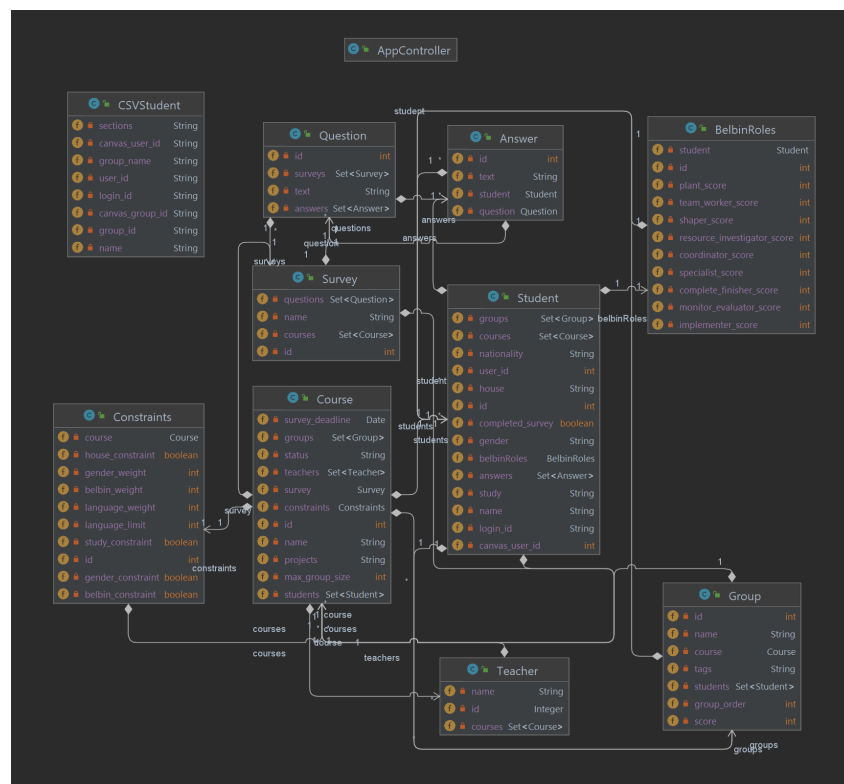 AppController
CSVStudent
sections String
canvas_user_id String
group_name String
user_id String
login_id String
canvas_group_id String
group_id String
name String
Question
id int
surveys Set<Survey>
text String
answers Set<Answer>
Answer
id int
text String
student Student
question Question
BelbinRoles
student Student
id int
plant_score int
team_worker_score int
shaper_score int
resource_investigator_score int
coordinator_score int
specialist_score int
complete_finisher_score int
monitor_evaluator_score int
implementer_score int
Survey
questions Set<Question>
name String
courses Set<Course>
id int
Student
groups Set<Group>
courses Set<Course>
nationality String
user_id int
house String
id int
completed_survey boolean
gender String
belbinRoles BelbinRoles
answers Set<Answer>
study String
name String
login_id String
canvas_user_id int
Constraints
course Course
house_constraint boolean
gender_weight int
belbin_weight int
language_weight int
language_limit int
study_constraint boolean
id int
gender_constraint boolean
belbin_constraint boolean
Course
survey_deadline Date
groups Set<Group>
status String
teachers Set<Teacher>
survey Survey
constraints Constraints
id int
name String
projects String
max_group_size int
students Set<Student>
Group
id int
name String
course Course
tags String
students Set<Student>
group_order int
score int
Teacher
name String
id Integer
courses Set<Course>
student
answers
questions
question
answers
surveys
belbinRoles
student
students
students
survey
constraints
course
courses
courses
course
courses
teachers
groups
groups